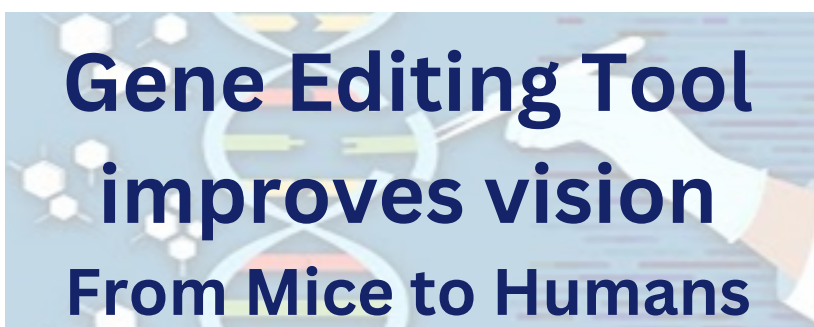 Gene Editing Tool
improves vision
From Mice to Humans